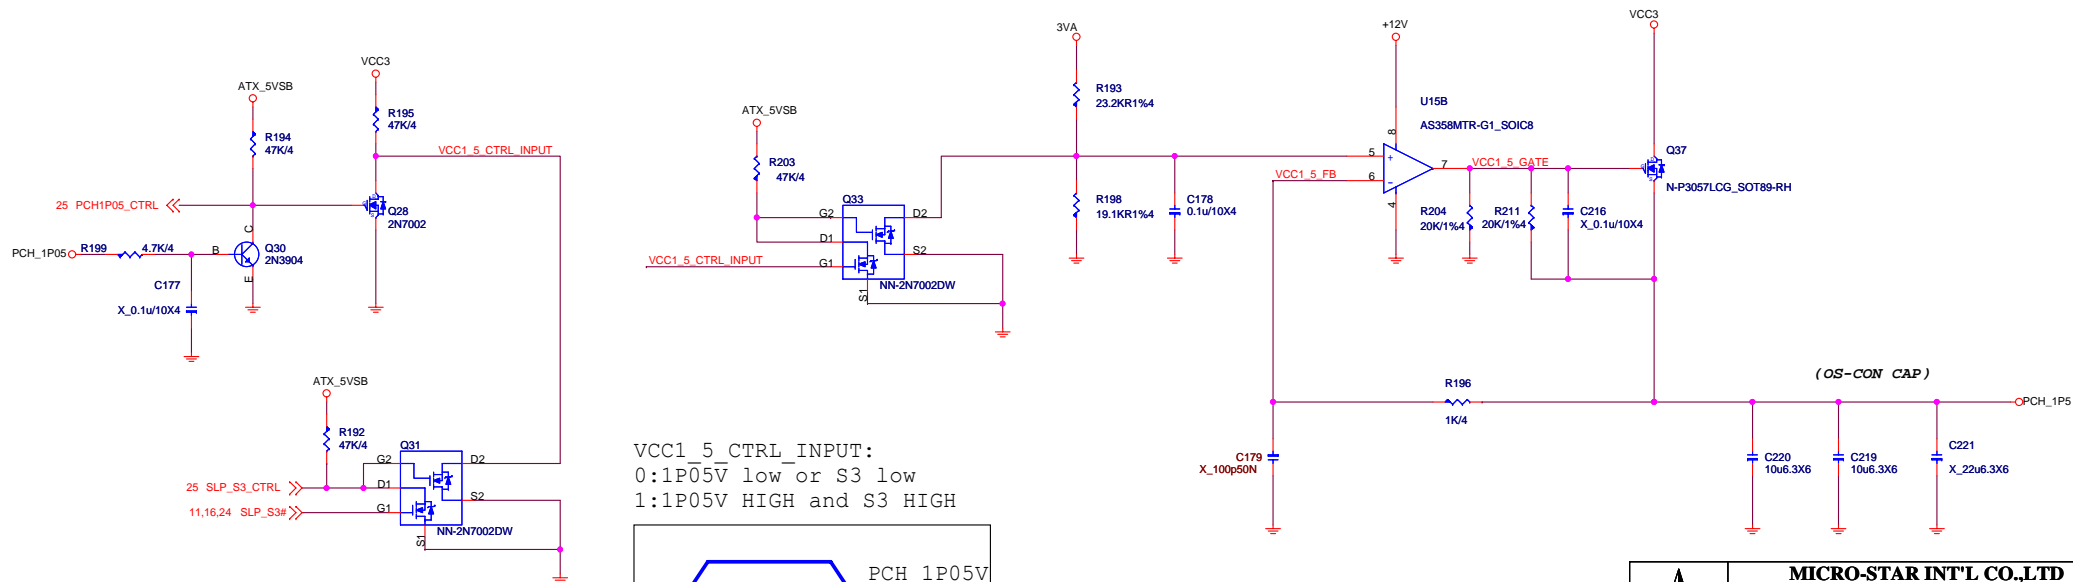 3VA
+12V
VCC3
VCC3
ATX_5VSB
R195
47K/4
R194
47K/4
VCC1_5_CTRL_INPUT
25 PCH1P05_CTRL
Q28
2N7002
PCH_1P05
R199
4.7K/4
B
C
E
Q30
2N3904
C177
X_0.1u/10X4
ATX_5VSB
R192
47K/4
Q31
G2
D2
25 SLP_S3_CTRL
D1
S2
11,16,24 SLP_S3#
G1
S1
NN-2N7002DW
ATX_5VSB
R203
47K/4
Q33
G2
D2
D1
S2
VCC1_5_CTRL_INPUT
G1
S1
NN-2N7002DW
R193
23.2KR1%4
R198
19.1KR1%4
C178
0.1u/10X4
U15B
AS358MTR-G1_SOIC8
8
5
+
6
-
7
4
VCC1_5_FB
VCC1_5_GATE
Q37
N-P3057LCG_SOT89-RH
R204
20K/1%4
R211
20K/1%4
C216
X_0.1u/10X4
R196
1K/4
(OS-CON CAP)
PCH_1P5
C179
X_100p50N
C220
10u6.3X6
C219
10u6.3X6
C221
X_22u6.3X6
VCC1_5_CTRL_INPUT:
0:1P05V low or S3 low
1:1P05V HIGH and S3 HIGH
PCH 1P05V
MICRO-STAR INT'L CO.,LTD